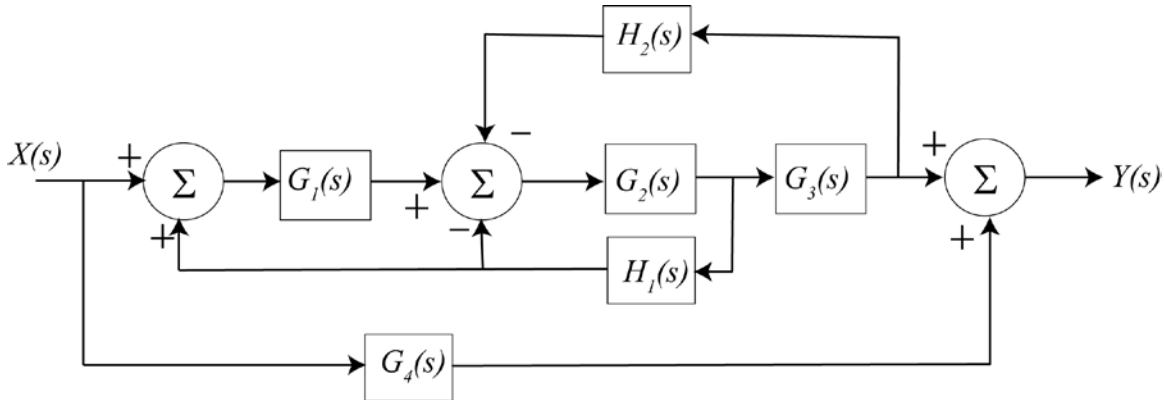 H₂(s)
−
X(s) + Σ G₁(s) + Σ G₂(s) G₃(s) + Σ Y(s)
+ − +
H₁(s)
G₄(s)